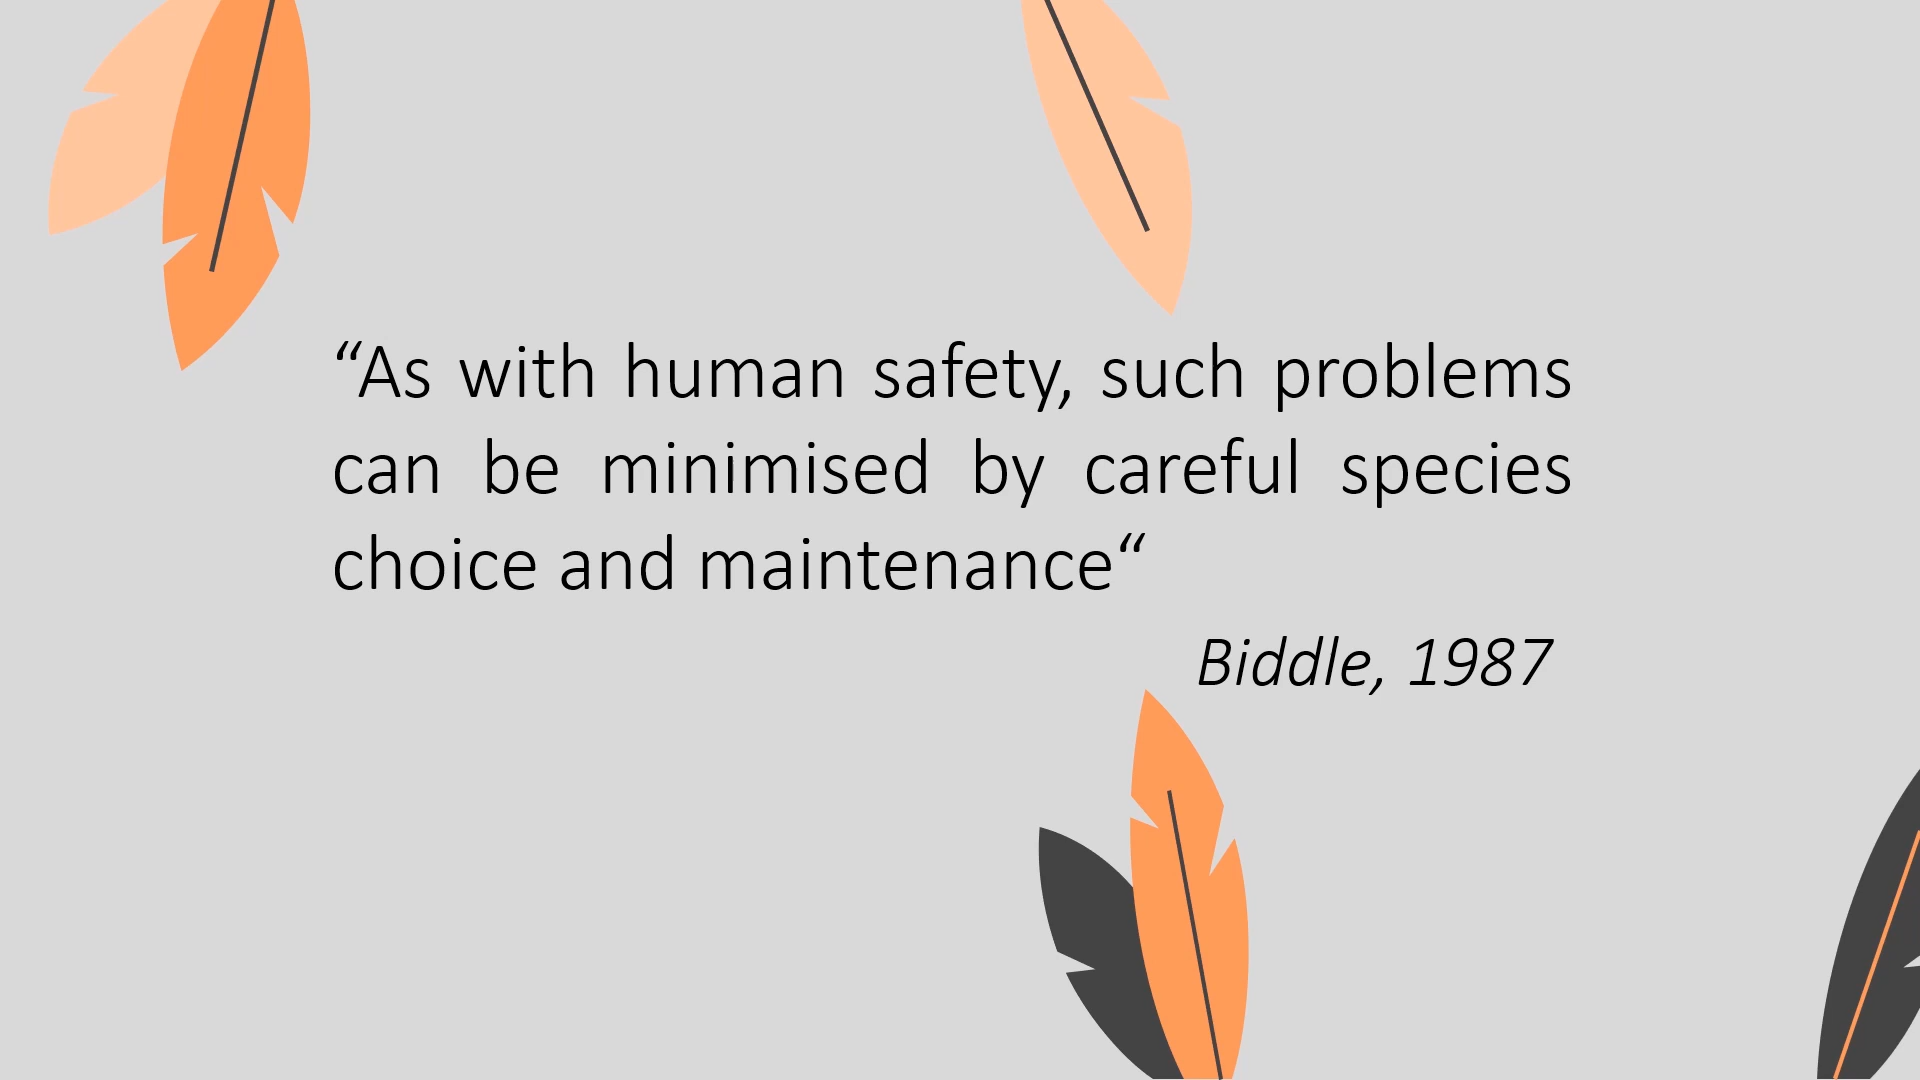 “As with human safety, such problems
can be minimised by careful species
choice and maintenance“
Biddle, 1987